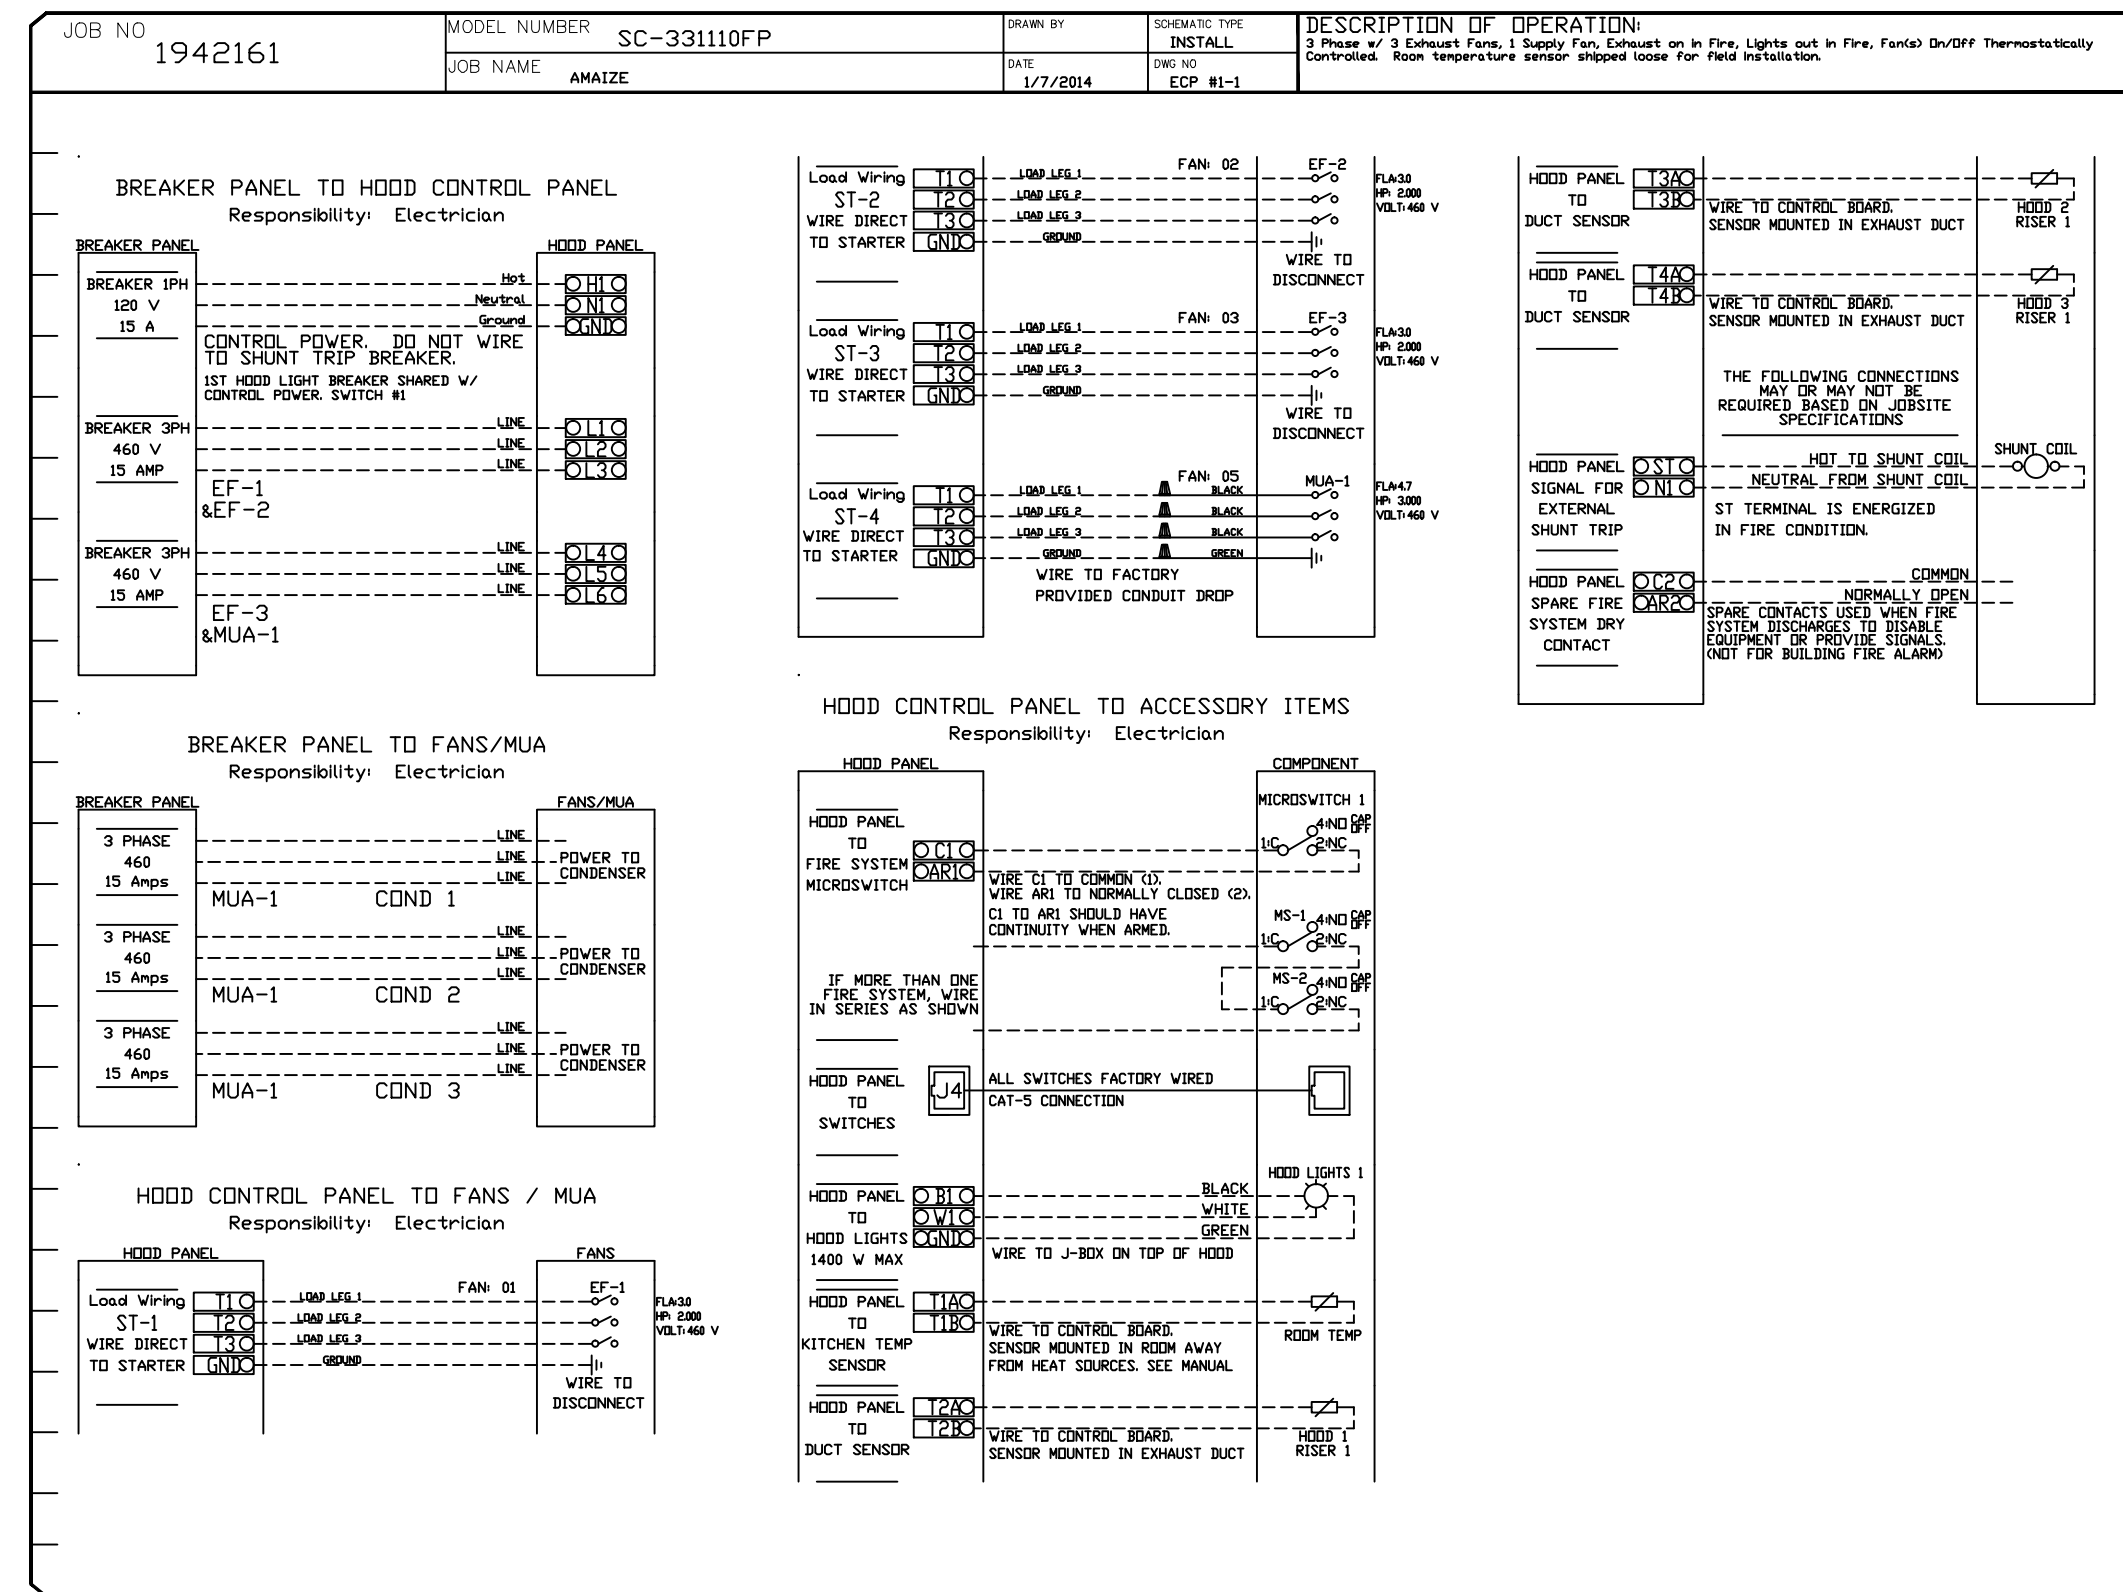 JOB NO
1942161
MODEL NUMBER SC-331110FP
JOB NAME AMAIZE
DRAWN BY
DATE
1/7/2014
SCHEMATIC TYPE
INSTALL
DWG NO
ECP #1-1
DESCRIPTION OF OPERATION:
3 Phase w/ 3 Exhaust Fans, 1 Supply Fan, Exhaust on in Fire, Lights out in Fire, Fan(s) On/Off Thermostatically
Controlled. Room temperature sensor shipped loose for field installation.
BREAKER PANEL TO HOOD CONTROL PANEL
Responsibility: Electrician
BREAKER PANEL
HOOD PANEL
BREAKER 1PH
120 V
15 A
Hot
H1
Neutral
N1
Ground
GND
CONTROL POWER. DO NOT WIRE
TO SHUNT TRIP BREAKER.
1ST HOOD LIGHT BREAKER SHARED W/
CONTROL POWER. SWITCH #1
BREAKER 3PH
460 V
15 AMP
LINE
L1
LINE
L2
LINE
L3
EF-1
&EF-2
BREAKER 3PH
460 V
15 AMP
LINE
L4
LINE
L5
LINE
L6
EF-3
&MUA-1
BREAKER PANEL TO FANS/MUA
Responsibility: Electrician
BREAKER PANEL
FANS/MUA
3 PHASE
460
15 Amps
LINE
LINE
LINE
POWER TO
CONDENSER
MUA-1 COND 1
3 PHASE
460
15 Amps
LINE
LINE
LINE
POWER TO
CONDENSER
MUA-1 COND 2
3 PHASE
460
15 Amps
LINE
LINE
LINE
POWER TO
CONDENSER
MUA-1 COND 3
HOOD CONTROL PANEL TO FANS / MUA
Responsibility: Electrician
HOOD PANEL
FANS
Load Wiring
ST-1
WIRE DIRECT
TO STARTER
T1
T2
T3
GND
LOAD LEG 1
LOAD LEG 2
LOAD LEG 3
GROUND
FAN: 01
EF-1
WIRE TO
DISCONNECT
FLA:3.0
HP: 2.000
VOLT: 460 V
Load Wiring
ST-2
WIRE DIRECT
TO STARTER
T1
T2
T3
GND
LOAD LEG 1
LOAD LEG 2
LOAD LEG 3
GROUND
FAN: 02
EF-2
WIRE TO
DISCONNECT
FLA:3.0
HP: 2.000
VOLT: 460 V
Load Wiring
ST-3
WIRE DIRECT
TO STARTER
T1
T2
T3
GND
LOAD LEG 1
LOAD LEG 2
LOAD LEG 3
GROUND
FAN: 03
EF-3
WIRE TO
DISCONNECT
FLA:3.0
HP: 2.000
VOLT: 460 V
Load Wiring
ST-4
WIRE DIRECT
TO STARTER
T1
T2
T3
GND
LOAD LEG 1
LOAD LEG 2
LOAD LEG 3
GROUND
FAN: 05
BLACK
BLACK
BLACK
GREEN
MUA-1
FLA:4.7
HP: 3.000
VOLT: 460 V
WIRE TO FACTORY
PROVIDED CONDUIT DROP
HOOD CONTROL PANEL TO ACCESSORY ITEMS
Responsibility: Electrician
HOOD PANEL
COMPONENT
HOOD PANEL
TO
FIRE SYSTEM
MICROSWITCH
C1
AR1
MICROSWITCH 1
4:NO CAP OFF
1:C
2:NC
WIRE C1 TO COMMON (1).
WIRE AR1 TO NORMALLY CLOSED (2).
C1 TO AR1 SHOULD HAVE
CONTINUITY WHEN ARMED.
MS-1
4:NO CAP OFF
1:C
2:NC
MS-2
4:NO CAP OFF
1:C
2:NC
IF MORE THAN ONE
FIRE SYSTEM, WIRE
IN SERIES AS SHOWN
HOOD PANEL
TO
SWITCHES
J4
ALL SWITCHES FACTORY WIRED
CAT-5 CONNECTION
HOOD PANEL
TO
HOOD LIGHTS
1400 W MAX
B1
W1
GND
BLACK
WHITE
GREEN
HOOD LIGHTS 1
WIRE TO J-BOX ON TOP OF HOOD
HOOD PANEL
TO
KITCHEN TEMP
SENSOR
T1A
T1B
WIRE TO CONTROL BOARD.
SENSOR MOUNTED IN ROOM AWAY
FROM HEAT SOURCES. SEE MANUAL
ROOM TEMP
HOOD PANEL
TO
DUCT SENSOR
T2A
T2B
WIRE TO CONTROL BOARD.
SENSOR MOUNTED IN EXHAUST DUCT
HOOD 1
RISER 1
HOOD PANEL
TO
DUCT SENSOR
T3A
T3B
WIRE TO CONTROL BOARD.
SENSOR MOUNTED IN EXHAUST DUCT
HOOD 2
RISER 1
HOOD PANEL
TO
DUCT SENSOR
T4A
T4B
WIRE TO CONTROL BOARD.
SENSOR MOUNTED IN EXHAUST DUCT
HOOD 3
RISER 1
THE FOLLOWING CONNECTIONS
MAY OR MAY NOT BE
REQUIRED BASED ON JOBSITE
SPECIFICATIONS
HOOD PANEL
SIGNAL FOR
EXTERNAL
SHUNT TRIP
ST
N1
HOT TO SHUNT COIL
NEUTRAL FROM SHUNT COIL
SHUNT COIL
ST TERMINAL IS ENERGIZED
IN FIRE CONDITION.
HOOD PANEL
SPARE FIRE
SYSTEM DRY
CONTACT
C2
AR2
COMMON
NORMALLY OPEN
SPARE CONTACTS USED WHEN FIRE
SYSTEM DISCHARGES TO DISABLE
EQUIPMENT OR PROVIDE SIGNALS.
(NOT FOR BUILDING FIRE ALARM)